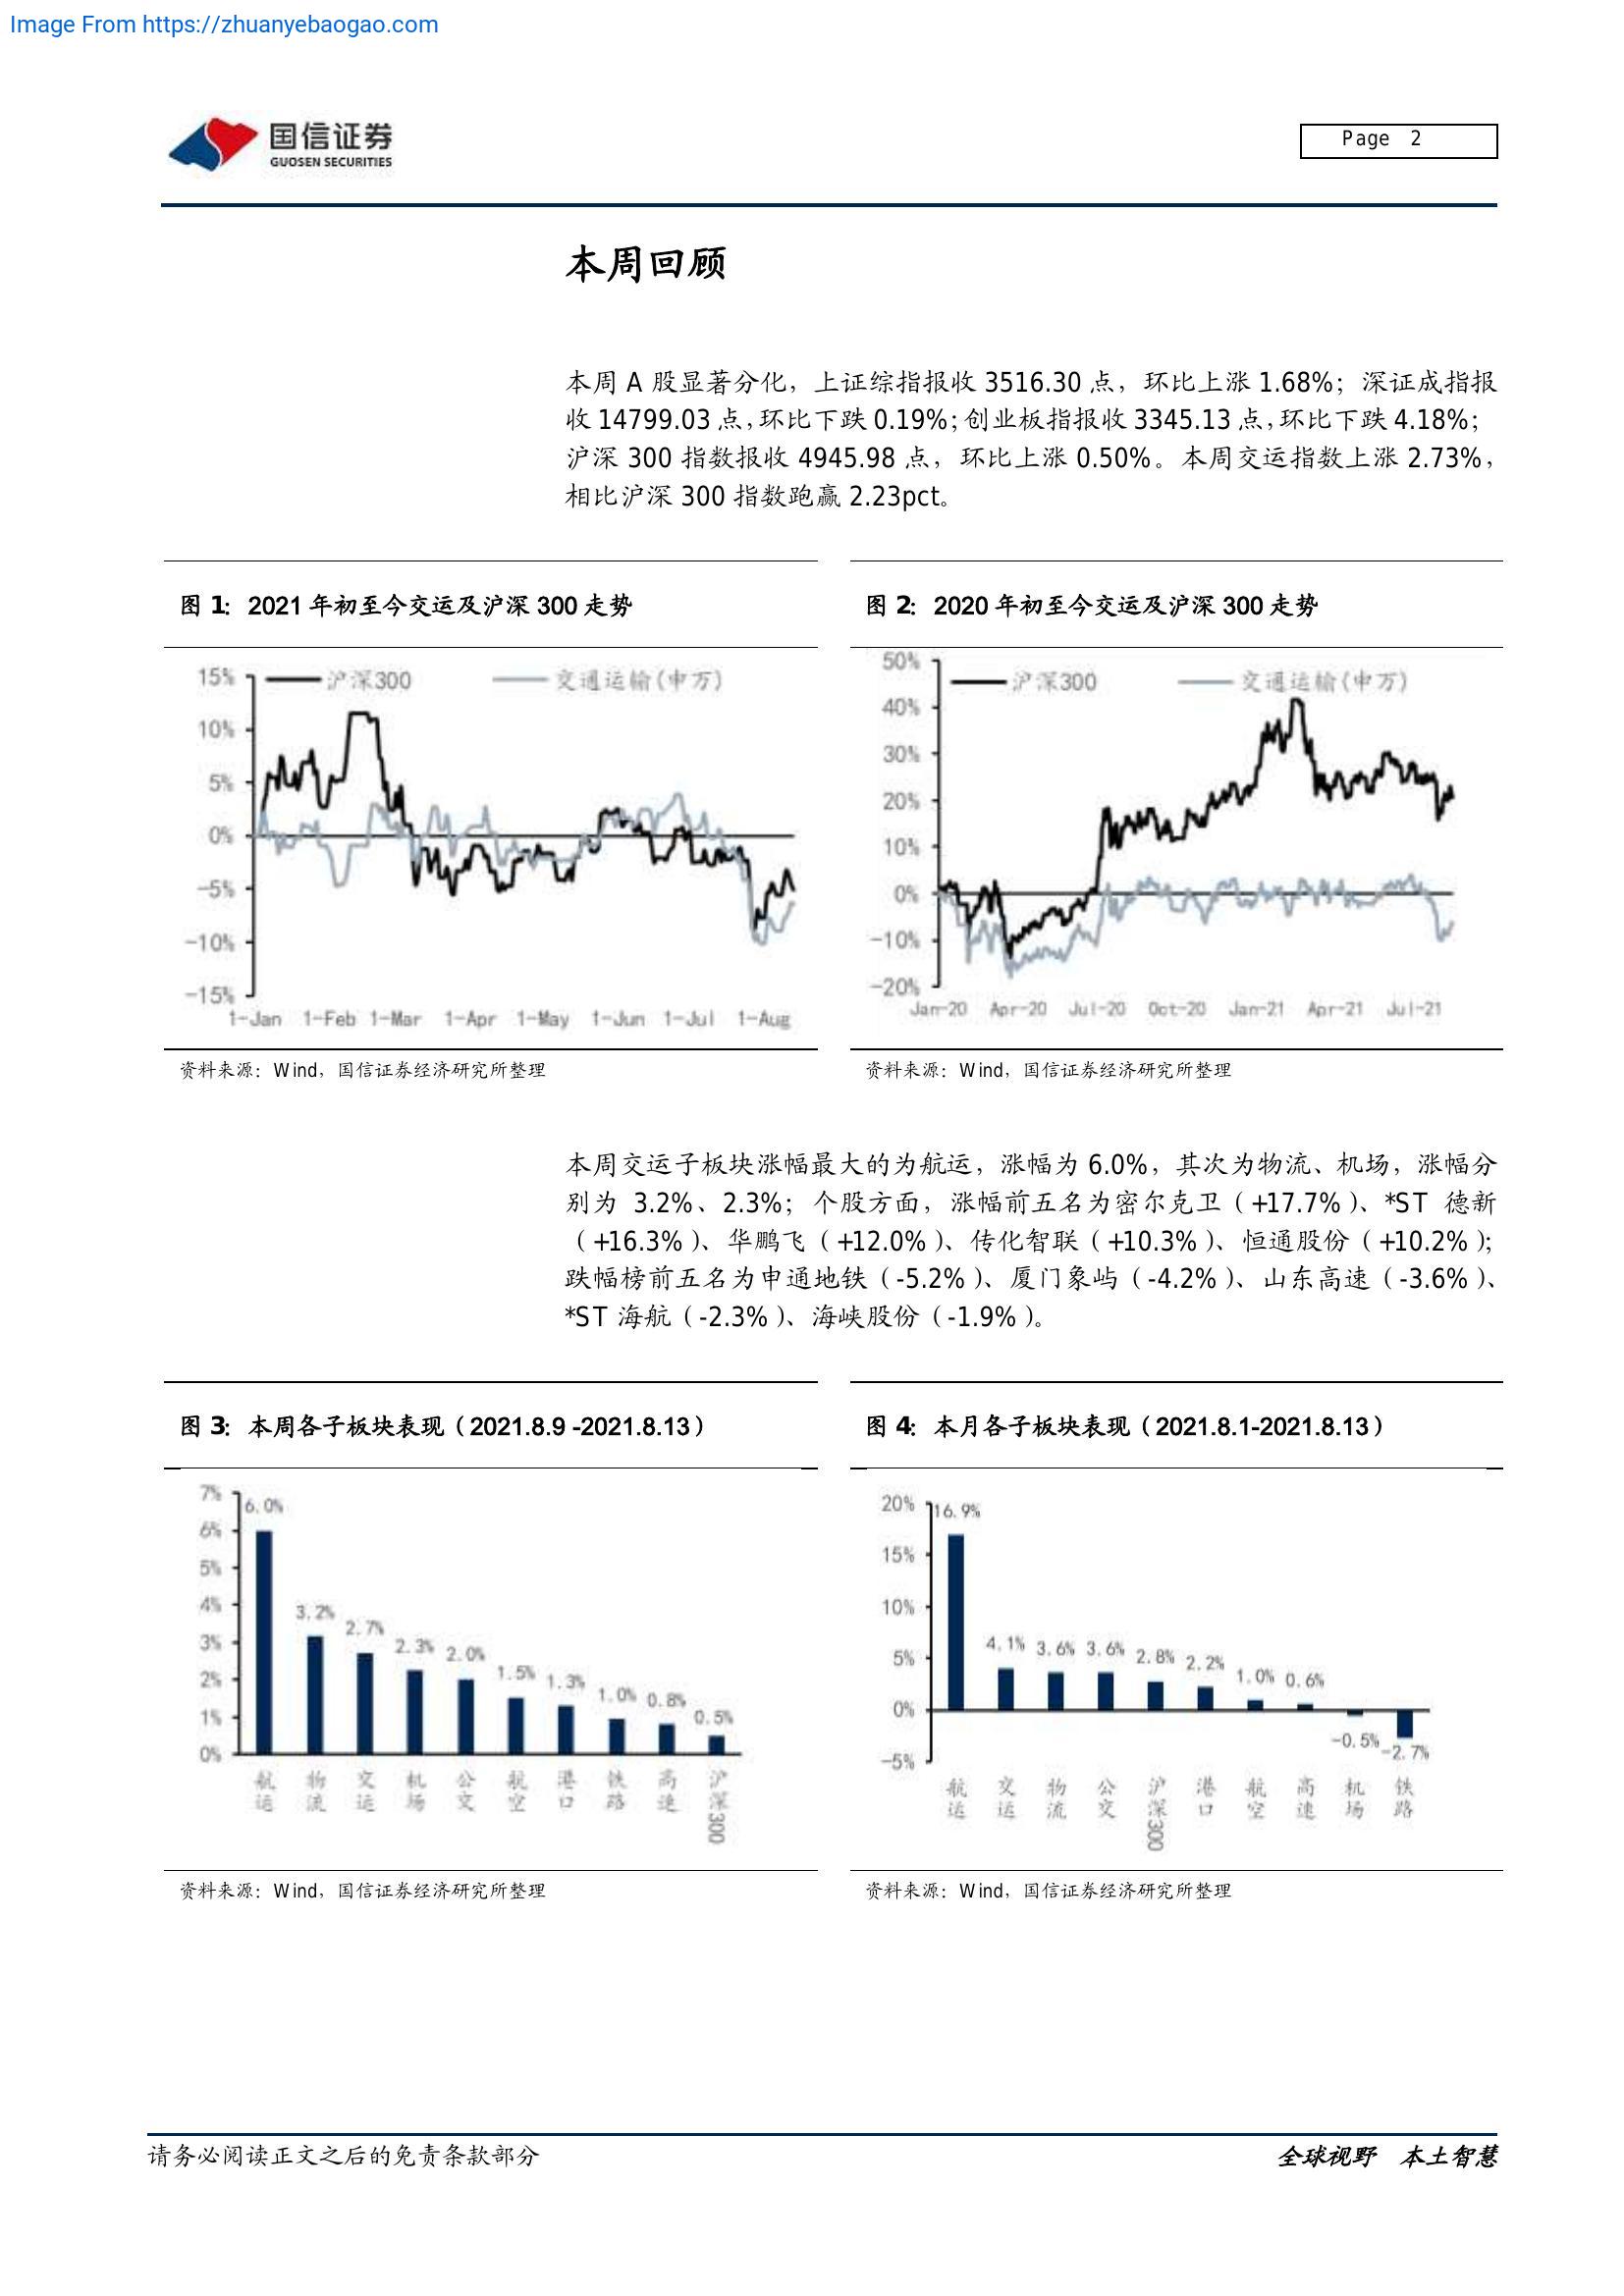 Image From https://zhuanyebaogao.com
国信证券
GUOSEN SECURITIES
Page 2
本周回顾
本周 A 股显著分化，上证综指报收 3516.30 点，环比上涨 1.68%；深证成指报
收 14799.03 点，环比下跌 0.19%；创业板指报收 3345.13 点，环比下跌 4.18%；
沪深 300 指数报收 4945.98 点，环比上涨 0.50%。本周交运指数上涨 2.73%，
相比沪深 300 指数跑赢 2.23pct。
图 1： 2021 年初至今交运及沪深 300 走势
沪深300 交通运输(申万)
15%
10%
5%
0%
-5%
-10%
-15%
1-Jan 1-Feb 1-Mar 1-Apr 1-May 1-Jun 1-Jul 1-Aug
资料来源：Wind，国信证券经济研究所整理
图 2： 2020 年初至今交运及沪深 300 走势
沪深300 交通运输(申万)
50%
40%
30%
20%
10%
0%
-10%
-20%
Jan-20 Apr-20 Jul-20 Oct-20 Jan-21 Apr-21 Jul-21
资料来源：Wind，国信证券经济研究所整理
本周交运子板块涨幅最大的为航运，涨幅为 6.0%，其次为物流、机场，涨幅分
别为 3.2%、2.3%；个股方面，涨幅前五名为密尔克卫（+17.7%）、*ST 德新
（+16.3%）、华鹏飞（+12.0%）、传化智联（+10.3%）、恒通股份（+10.2%）；
跌幅榜前五名为申通地铁（-5.2%）、厦门象屿（-4.2%）、山东高速（-3.6%）、
*ST 海航（-2.3%）、海峡股份（-1.9%）。
图 3： 本周各子板块表现（2021.8.9 -2021.8.13）
7%
6%
5%
4%
3%
2%
1%
0%
6.0% 3.2% 2.7% 2.3% 2.0% 1.5% 1.3% 1.0% 0.8% 0.5%
航运 物流 交运 机场 公交 航空 港口 铁路 高速 沪深300
资料来源：Wind，国信证券经济研究所整理
图 4： 本月各子板块表现（2021.8.1-2021.8.13）
20%
15%
10%
5%
0%
-5%
16.9% 4.1% 3.6% 3.6% 2.8% 2.2% 1.0% 0.6% -0.5% -2.7%
航运 交运 物流 公交 沪深300 港口 航空 高速 机场 铁路
资料来源：Wind，国信证券经济研究所整理
请务必阅读正文之后的免责条款部分
全球视野 本土智慧